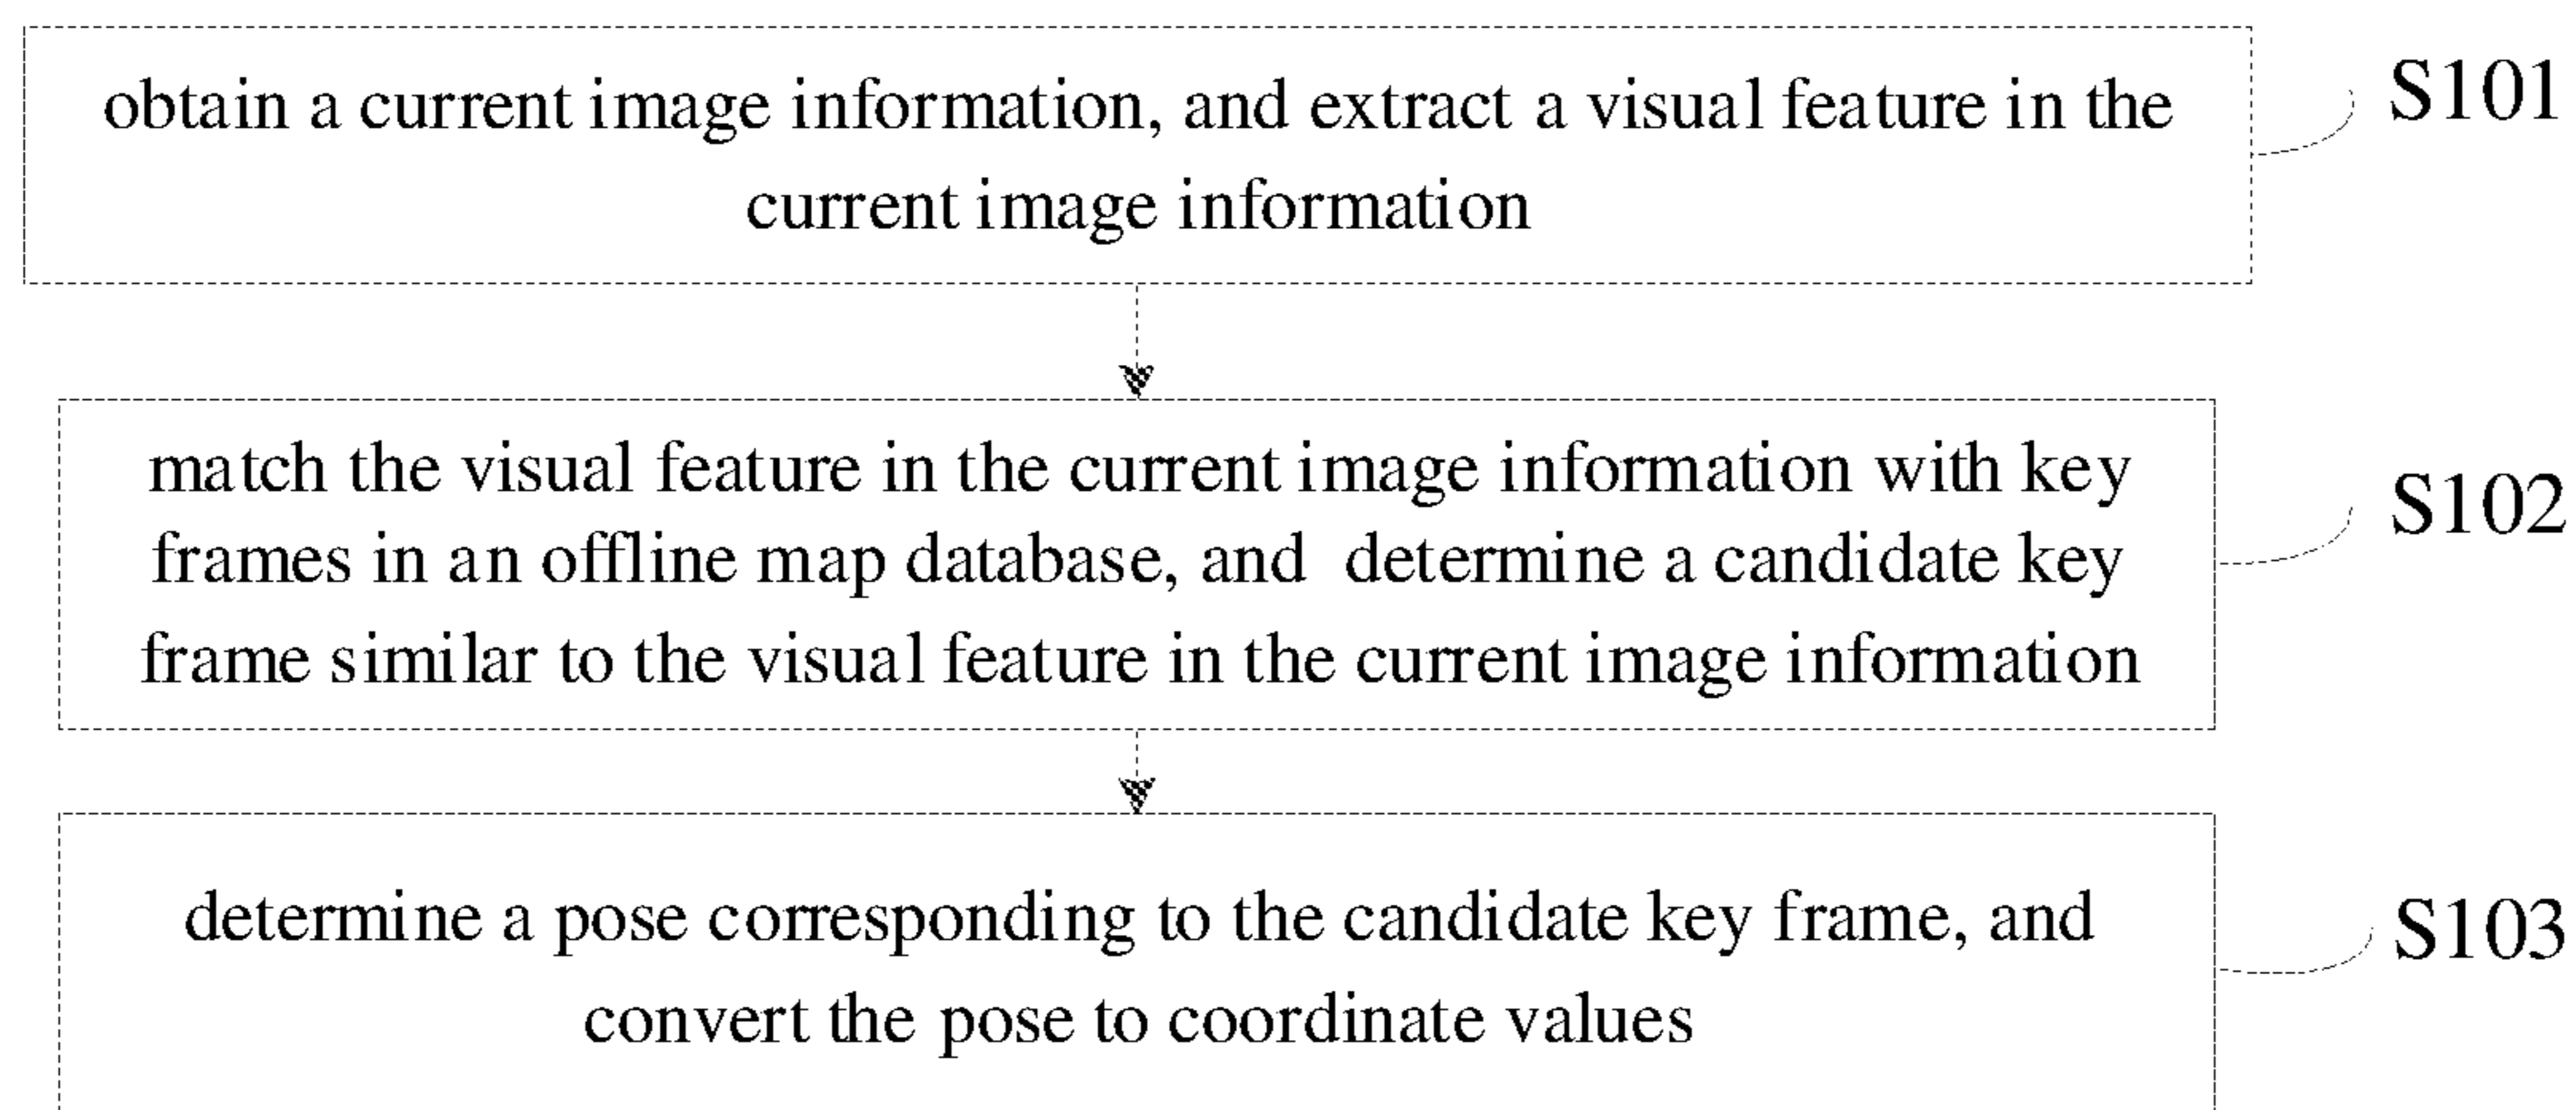 obtain a current image information, and extract a visual feature in the
current image information
S101
match the visual feature in the current image information with key
frames in an offline map database, and determine a candidate key
frame similar to the visual feature in the current image information
S102
determine a pose corresponding to the candidate key frame, and
convert the pose to coordinate values
S103